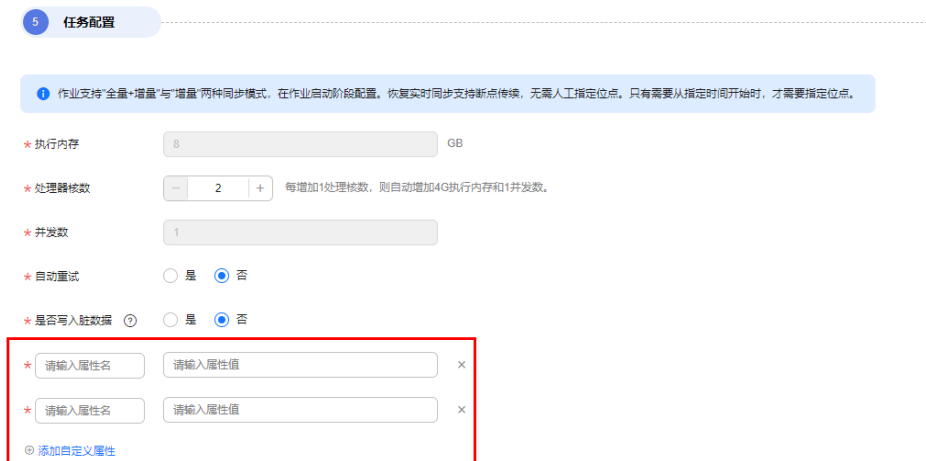 5 任务配置
作业支持"全量+增量"与"增量"两种同步模式，在作业启动阶段配置。恢复实时同步支持断点传续，无需人工指定位点。只有需要从指定时间开始时，才需要指定位点。
* 执行内存 8 GB
* 处理器核数 − 2 + 每增加1处理核数，则自动增加4G执行内存和1并发数。
* 并发数 1
* 自动重试 是 否
* 是否写入脏数据 ? 是 否
* 请输入属性名 请输入属性值 ×
* 请输入属性名 请输入属性值 ×
⊕ 添加自定义属性